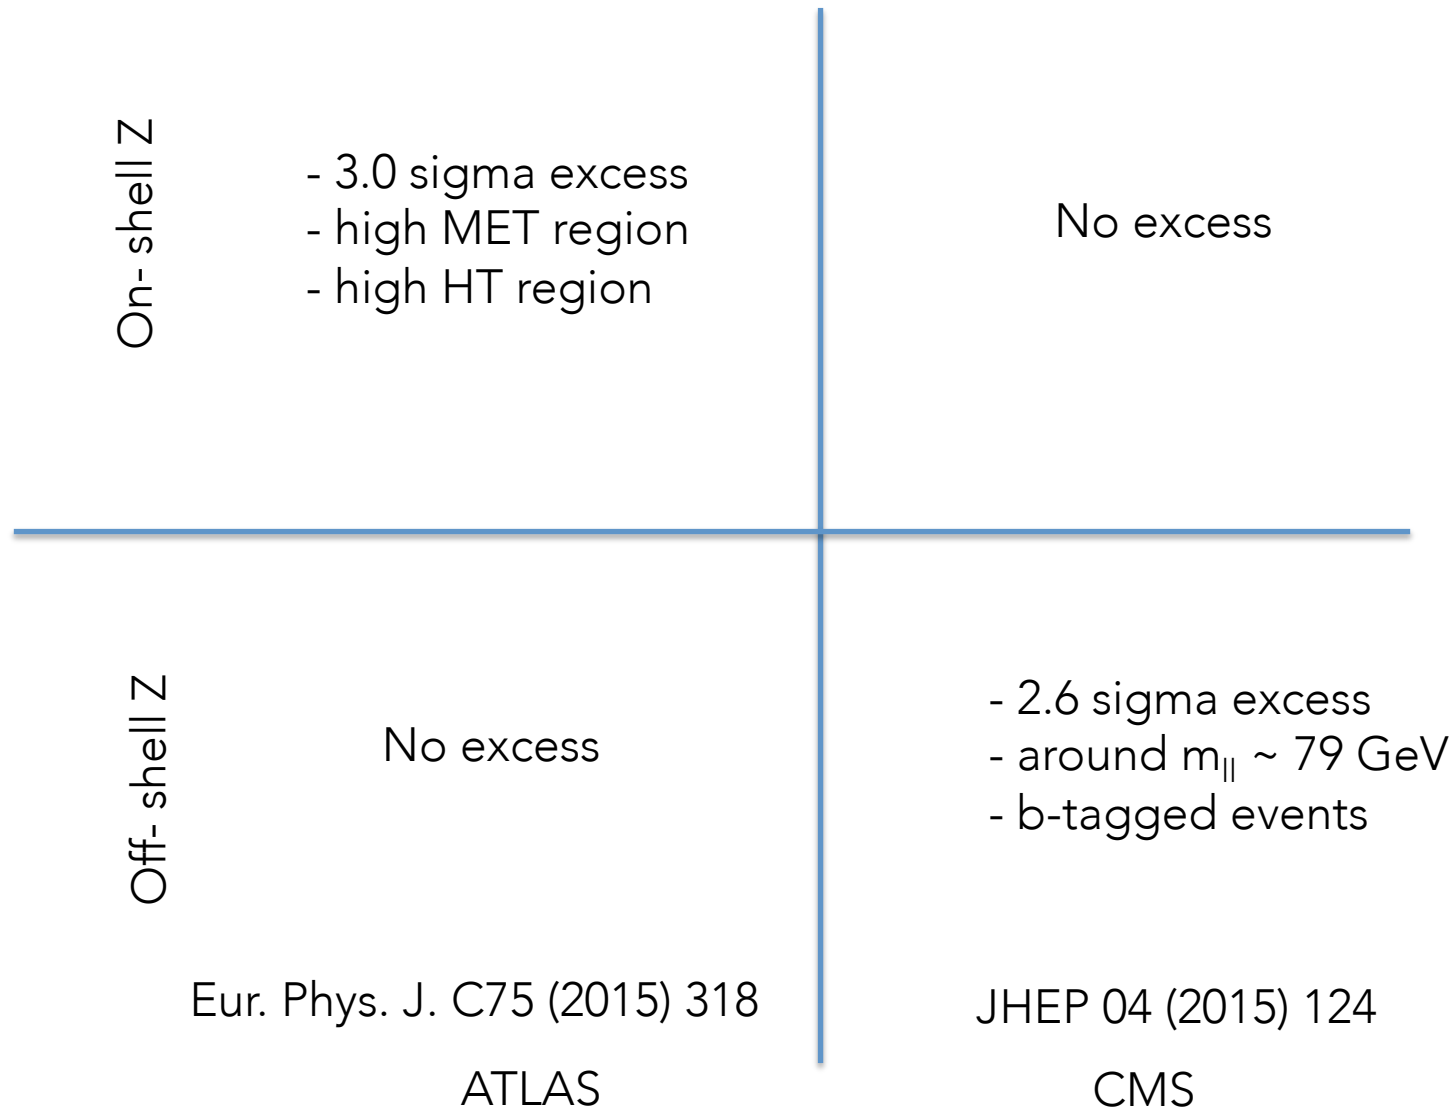 On- shell Z
- 3.0 sigma excess
- high MET region
- high HT region
No excess
Off- shell Z
No excess
- 2.6 sigma excess
- around m_ll ~ 79 GeV
- b-tagged events
Eur. Phys. J. C75 (2015) 318
JHEP 04 (2015) 124
ATLAS
CMS